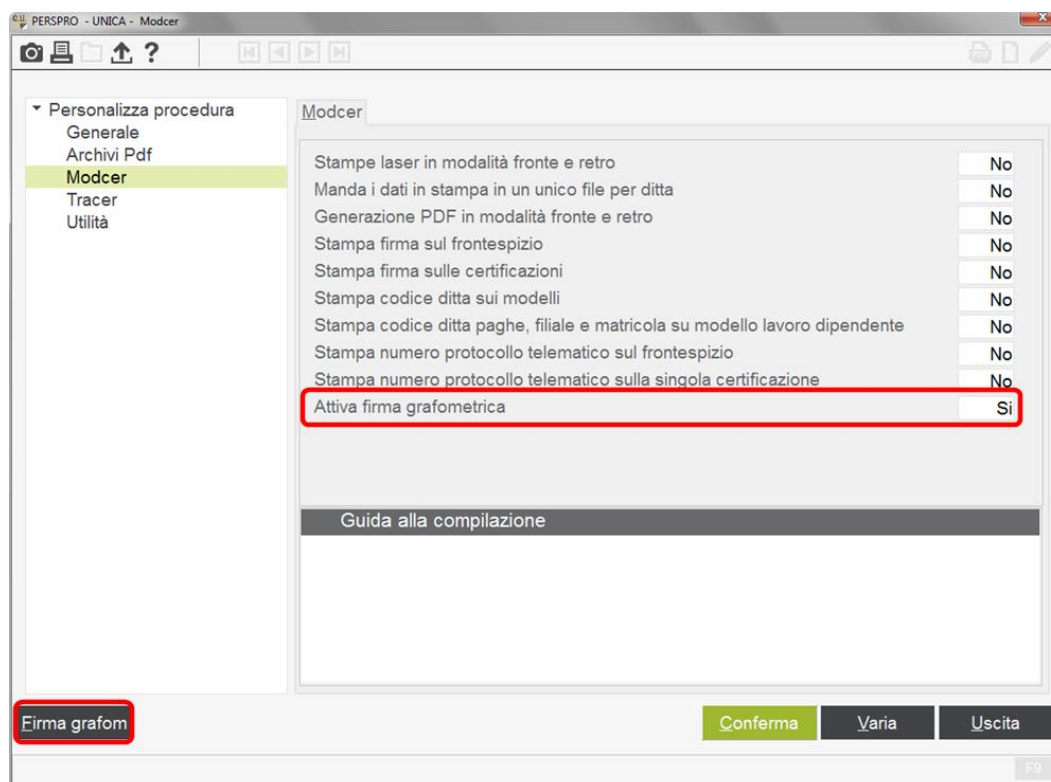 PERSPRO - UNICA - Modcer
Personalizza procedura
Generale
Archivi Pdf
Modcer
Tracer
Utilità
Modcer
Stampe laser in modalità fronte e retro No
Manda i dati in stampa in un unico file per ditta No
Generazione PDF in modalità fronte e retro No
Stampa firma sul frontespizio No
Stampa firma sulle certificazioni No
Stampa codice ditta sui modelli No
Stampa codice ditta paghe, filiale e matricola su modello lavoro dipendente No
Stampa numero protocollo telematico sul frontespizio No
Stampa numero protocollo telematico sulla singola certificazione No
Attiva firma grafometrica Si
Guida alla compilazione
Firma grafom
Conferma Varia Uscita
F9